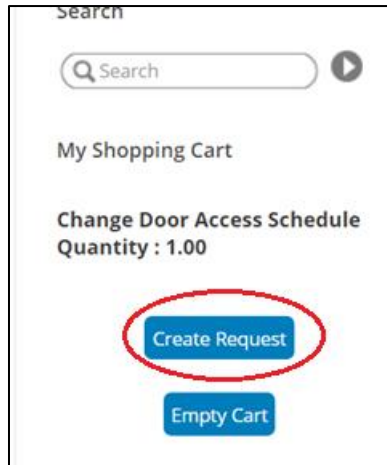 Search
Search
My Shopping Cart
Change Door Access Schedule
Quantity : 1.00
Create Request
Empty Cart